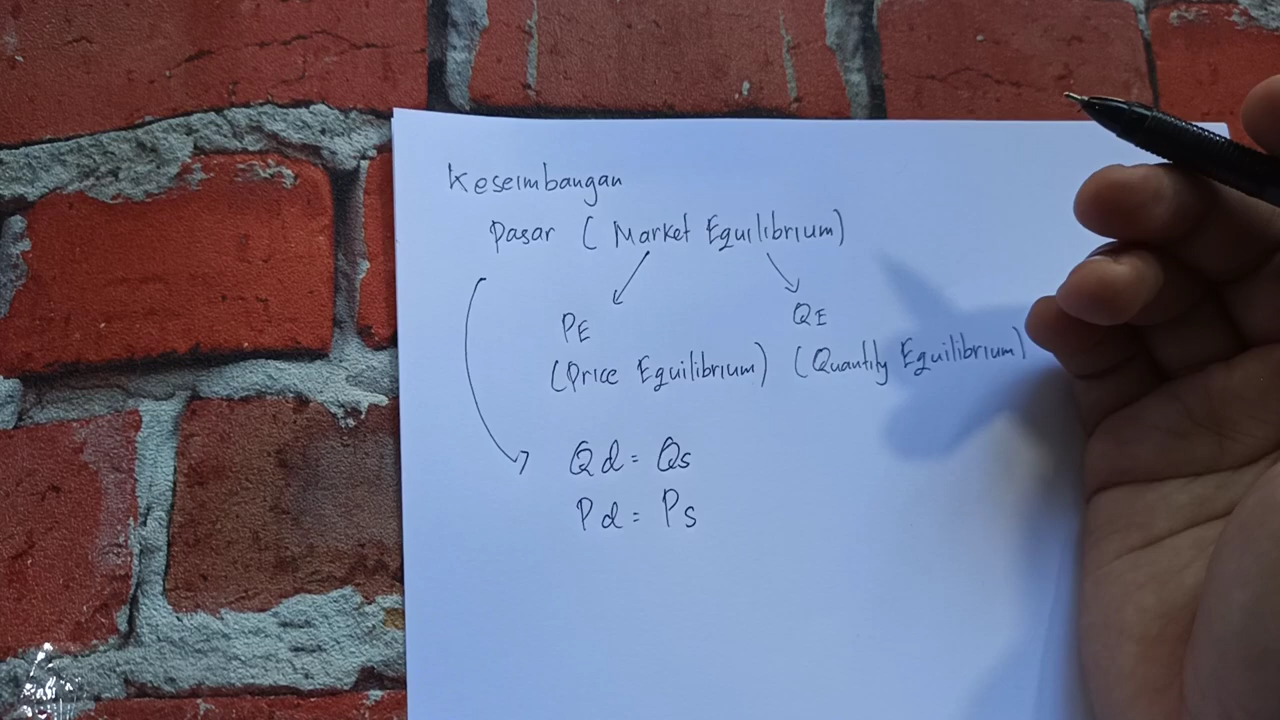 Keseimbangan
Pasar (Market Equilibrium)
PE QE
(Price Equilibrium) (Quantity Equilibrium)
Qd = Qs
Pd = Ps